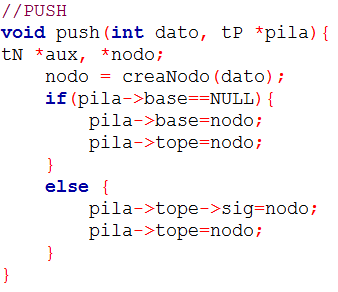 //PUSH
void push(int dato, tP *pila){
tN *aux, *nodo;
    nodo = creaNodo(dato);
    if(pila->base==NULL){
        pila->base=nodo;
        pila->tope=nodo;
    }
    else {
        pila->tope->sig=nodo;
        pila->tope=nodo;
    }
}